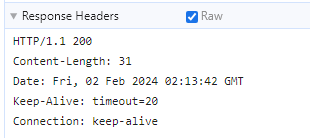 Response Headers Raw
HTTP/1.1 200
Content-Length: 31
Date: Fri, 02 Feb 2024 02:13:42 GMT
Keep-Alive: timeout=20
Connection: keep-alive